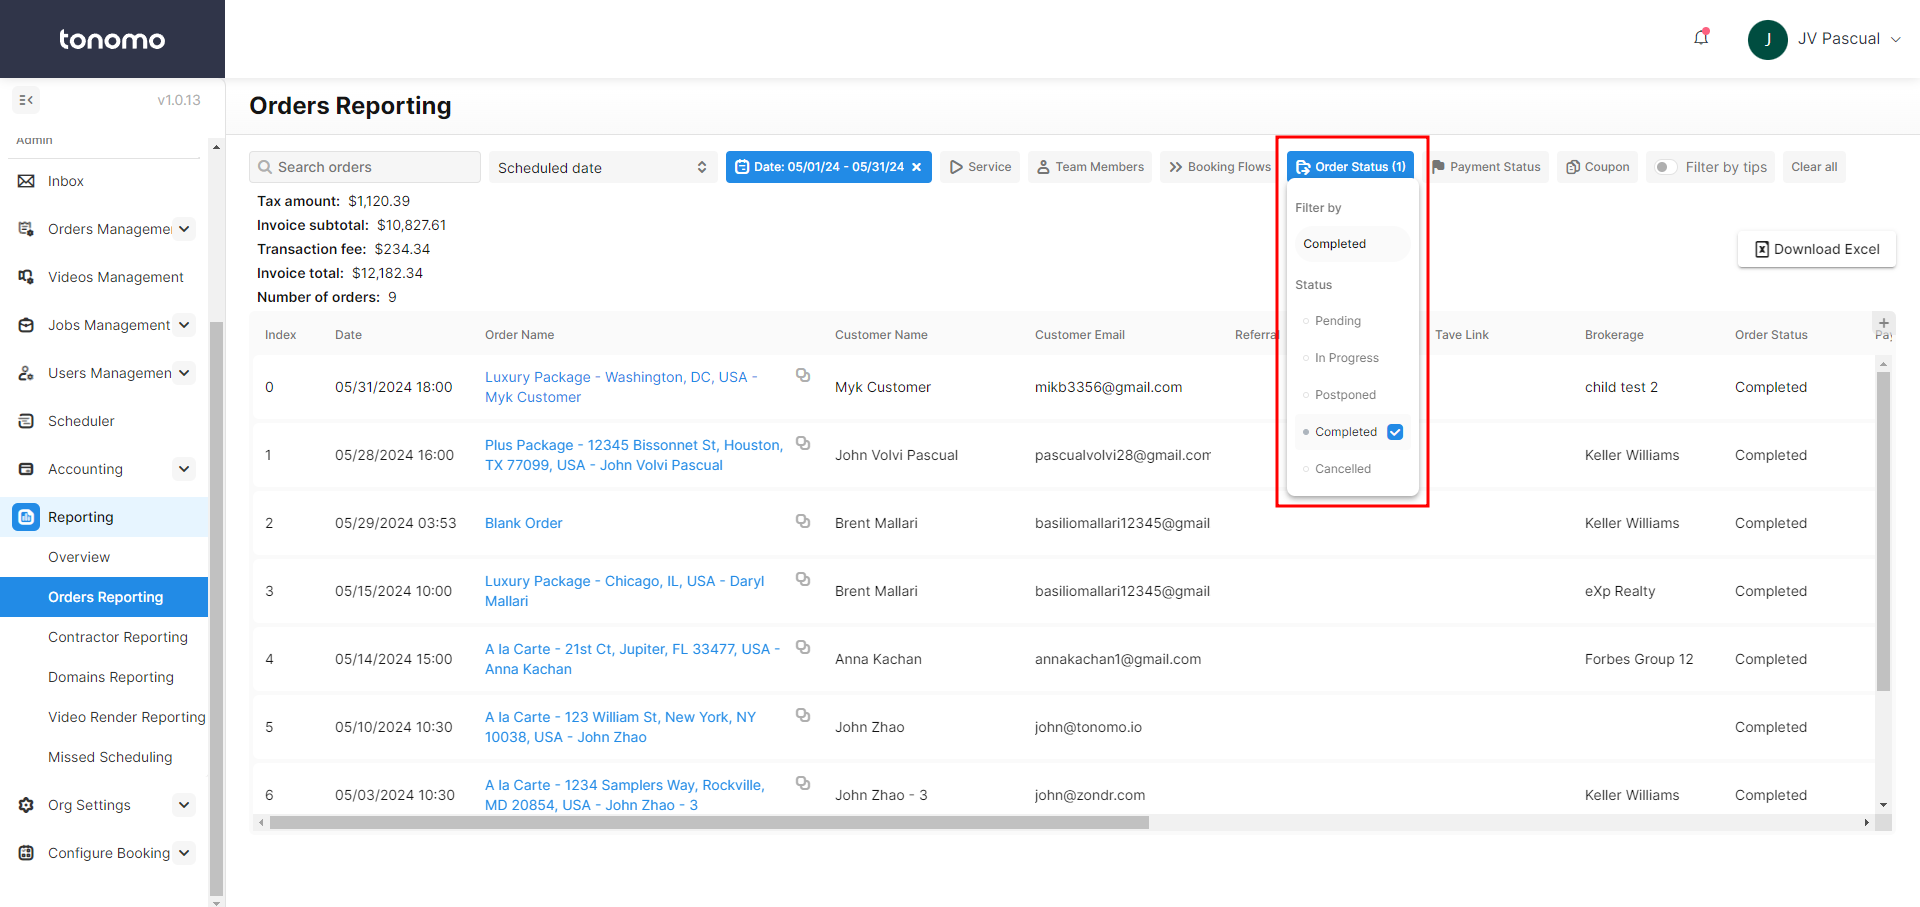 tonomo
JV Pascual
J
v1.0.13
Admin
Inbox
Orders Manageme
Videos Management
Jobs Management
Users Managemen
Scheduler
Accounting
Reporting
Overview
Orders Reporting
Contractor Reporting
Domains Reporting
Video Render Reporting
Missed Scheduling
Org Settings
Configure Booking
Orders Reporting
Search orders
Scheduled date
Date: 05/01/24 - 05/31/24
Service
Team Members
Booking Flows
Order Status (1)
Payment Status
Coupon
Filter by tips
Clear all
Tax amount: $1,120.39
Invoice subtotal: $10,827.61
Transaction fee: $234.34
Invoice total: $12,182.34
Number of orders: 9
Filter by
Completed
Status
Pending
In Progress
Postponed
Completed
Cancelled
Download Excel
Index Date Order Name Customer Name Customer Email Referral Tave Link Brokerage Order Status Pay
0 05/31/2024 18:00 Luxury Package - Washington, DC, USA - Myk Customer Myk Customer mikb3356@gmail.com child test 2 Completed
1 05/28/2024 16:00 Plus Package - 12345 Bissonnet St, Houston, TX 77099, USA - John Volvi Pascual John Volvi Pascual pascualvolvi28@gmail.com Keller Williams Completed
2 05/29/2024 03:53 Blank Order Brent Mallari basiliomallari12345@gmail Keller Williams Completed
3 05/15/2024 10:00 Luxury Package - Chicago, IL, USA - Daryl Mallari Brent Mallari basiliomallari12345@gmail eXp Realty Completed
4 05/14/2024 15:00 A la Carte - 21st Ct, Jupiter, FL 33477, USA - Anna Kachan Anna Kachan annakachan1@gmail.com Forbes Group 12 Completed
5 05/10/2024 10:30 A la Carte - 123 William St, New York, NY 10038, USA - John Zhao John Zhao john@tonomo.io Completed
6 05/03/2024 10:30 A la Carte - 1234 Samplers Way, Rockville, MD 20854, USA - John Zhao - 3 John Zhao - 3 john@zondr.com Keller Williams Completed